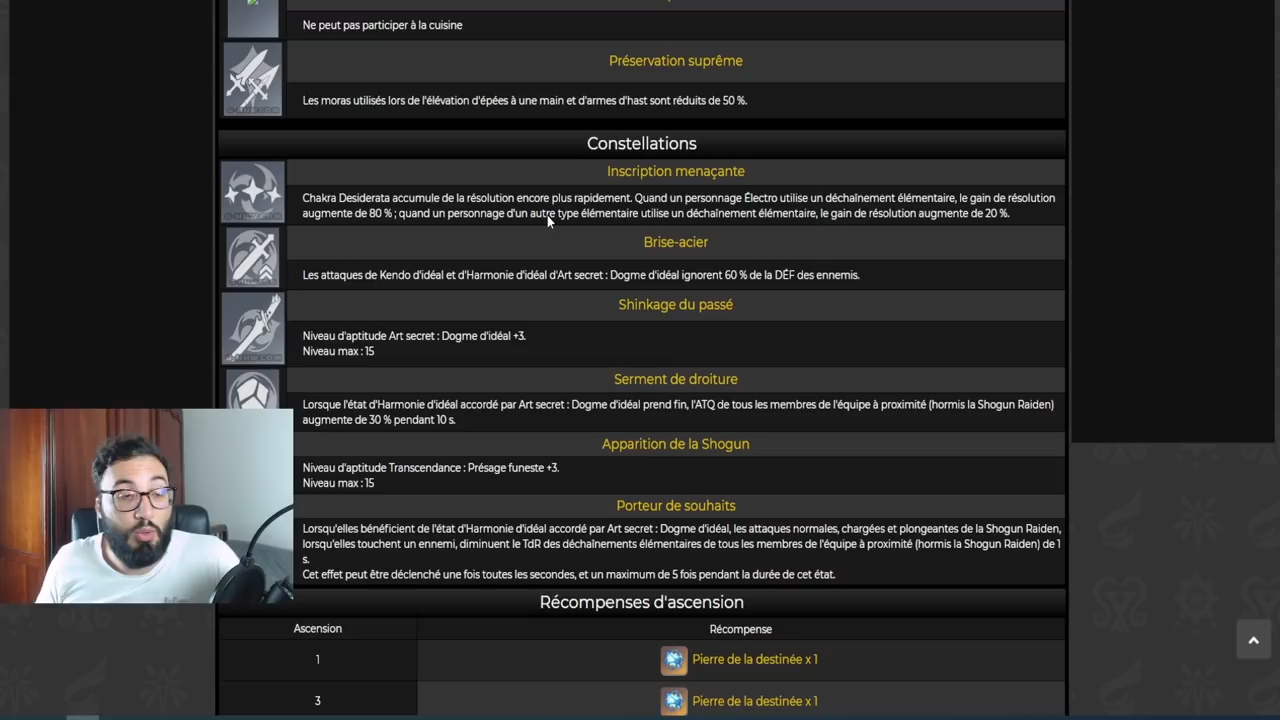 Ne peut pas participer à la cuisine
Préservation suprême
Les moras utilisés lors de l'élévation d'épées à une main et d'armes d'hast sont réduits de 50 %.
Constellations
Inscription menaçante
Chakra Desiderata accumule de la résolution encore plus rapidement. Quand un personnage Électro utilise un déchaînement élémentaire, le gain de résolution
augmente de 80 % ; quand un personnage d'un autre type élémentaire utilise un déchaînement élémentaire, le gain de résolution augmente de 20 %.
Brise-acier
Les attaques de Kendo d'idéal et d'Harmonie d'idéal d'Art secret : Dogme d'idéal ignorent 60 % de la DÉF des ennemis.
Shinkage du passé
Niveau d'aptitude Art secret : Dogme d'idéal +3.
Niveau max : 15
Serment de droiture
Lorsque l'état d'Harmonie d'idéal accordé par Art secret : Dogme d'idéal prend fin, l'ATQ de tous les membres de l'équipe à proximité (hormis la Shogun Raiden)
augmente de 30 % pendant 10 s.
Apparition de la Shogun
Niveau d'aptitude Transcendance : Présage funeste +3.
Niveau max : 15
Porteur de souhaits
Lorsqu'elles bénéficient de l'état d'Harmonie d'idéal accordé par Art secret : Dogme d'idéal, les attaques normales, chargées et plongeantes de la Shogun Raiden,
lorsqu'elles touchent un ennemi, diminuent le TdR des déchaînements élémentaires de tous les membres de l'équipe à proximité (hormis la Shogun Raiden) de 1
s.
Cet effet peut être déclenché une fois toutes les secondes, et un maximum de 5 fois pendant la durée de cet état.
Récompenses d'ascension
Ascension Récompense
1 Pierre de la destinée x 1
3 Pierre de la destinée x 1